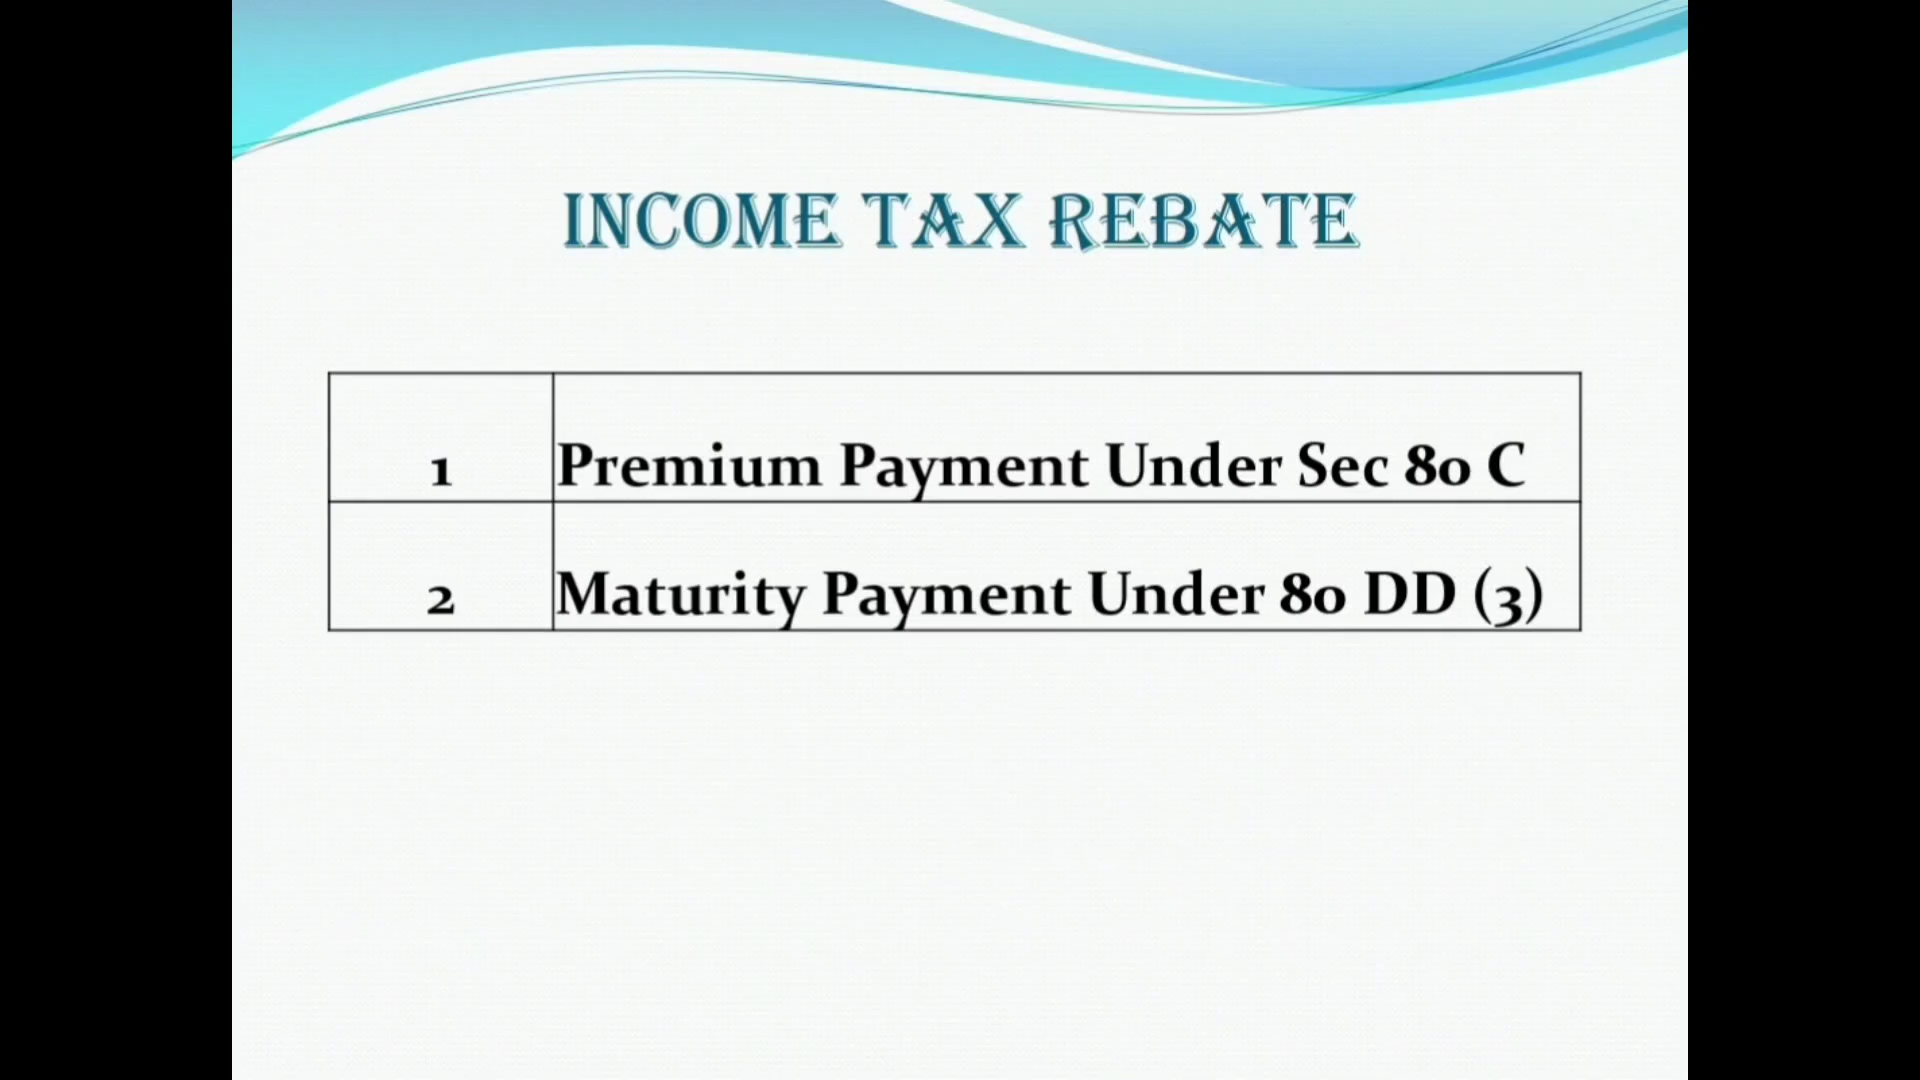 INCOME TAX REBATE
1 Premium Payment Under Sec 80 C
2 Maturity Payment Under 80 DD (3)